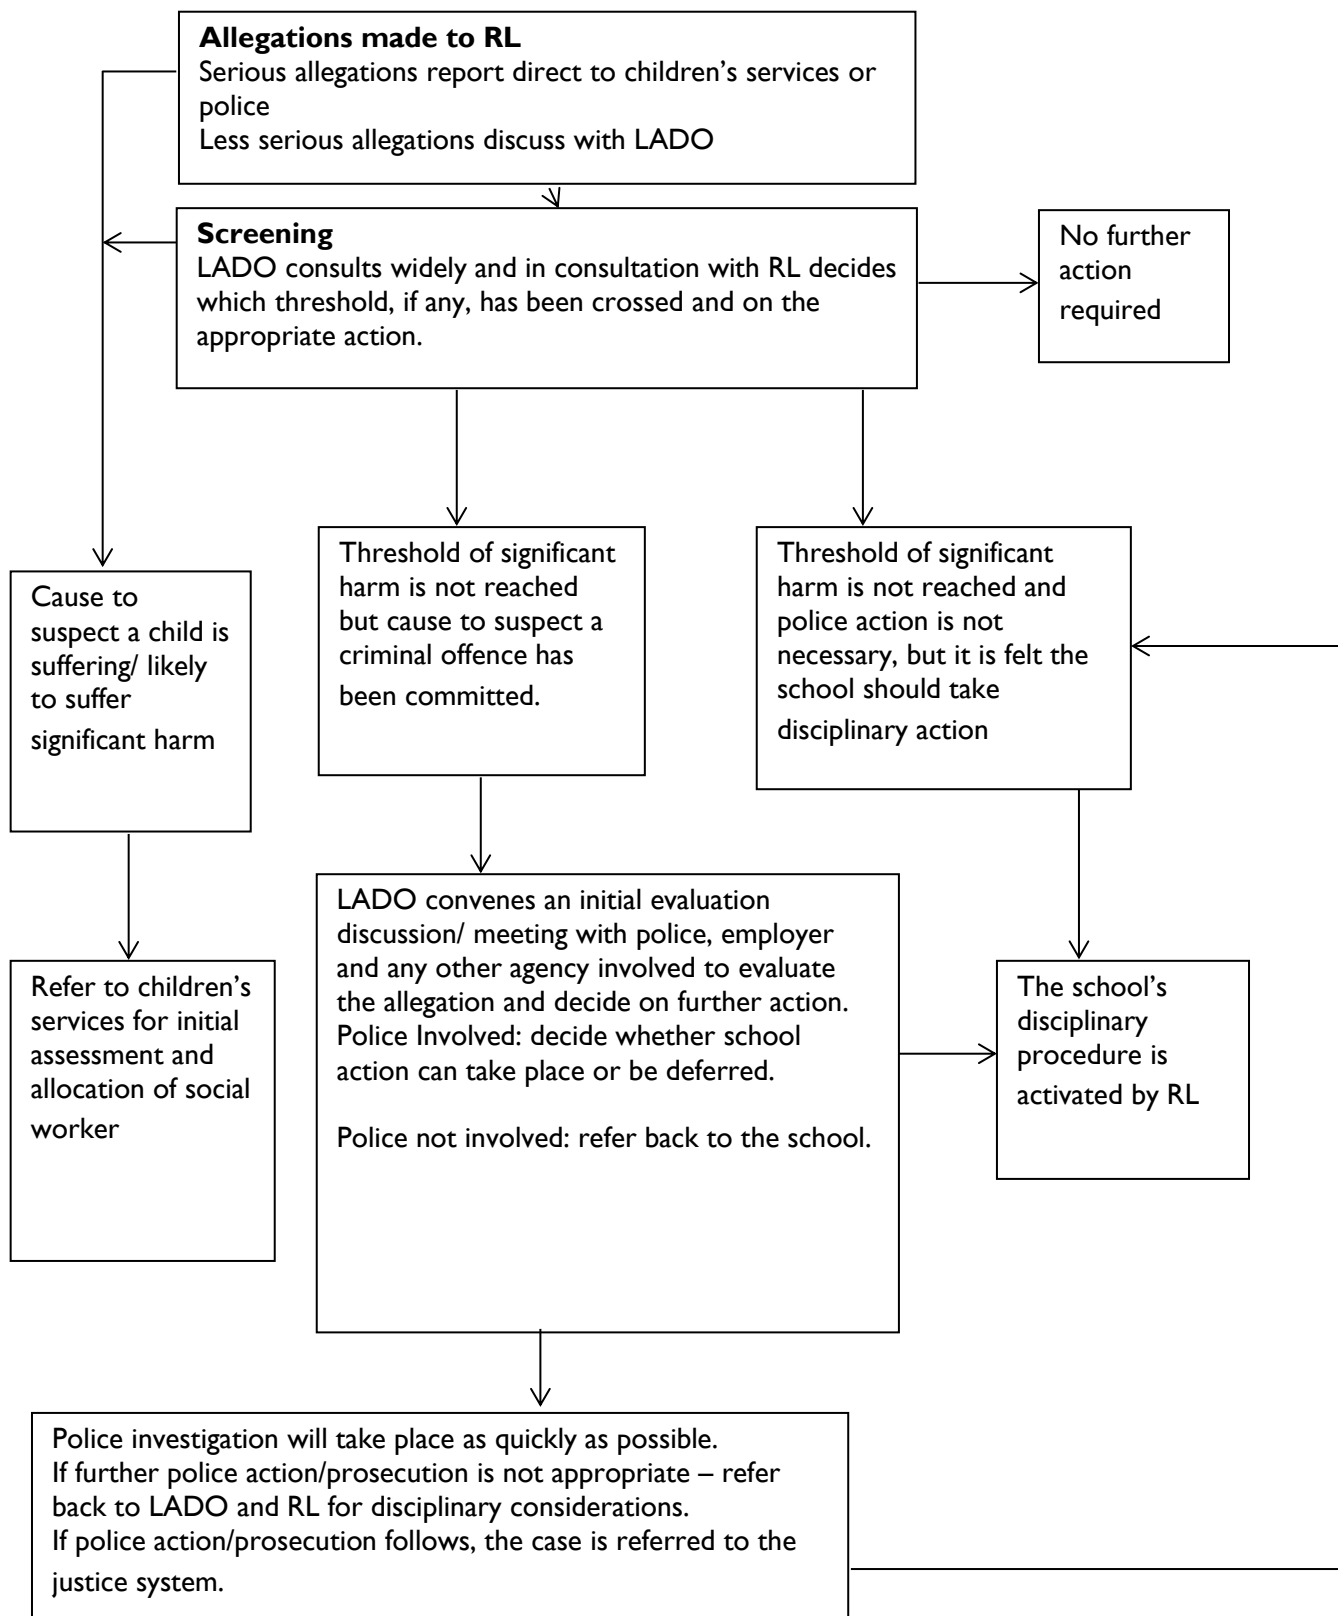 Allegations made to RL
Serious allegations report direct to children’s services or
police
Less serious allegations discuss with LADO
Screening
LADO consults widely and in consultation with RL decides
which threshold, if any, has been crossed and on the
appropriate action.
No further
action
required
Cause to
suspect a child is
suffering/ likely
to suffer
significant harm
Threshold of significant
harm is not reached
but cause to suspect a
criminal offence has
been committed.
Threshold of significant
harm is not reached and
police action is not
necessary, but it is felt the
school should take
disciplinary action
Refer to children’s
services for initial
assessment and
allocation of social
worker
LADO convenes an initial evaluation
discussion/ meeting with police, employer
and any other agency involved to evaluate
the allegation and decide on further action.
Police Involved: decide whether school
action can take place or be deferred.
Police not involved: refer back to the school.
The school’s
disciplinary
procedure is
activated by RL
Police investigation will take place as quickly as possible.
If further police action/prosecution is not appropriate – refer
back to LADO and RL for disciplinary considerations.
If police action/prosecution follows, the case is referred to the
justice system.